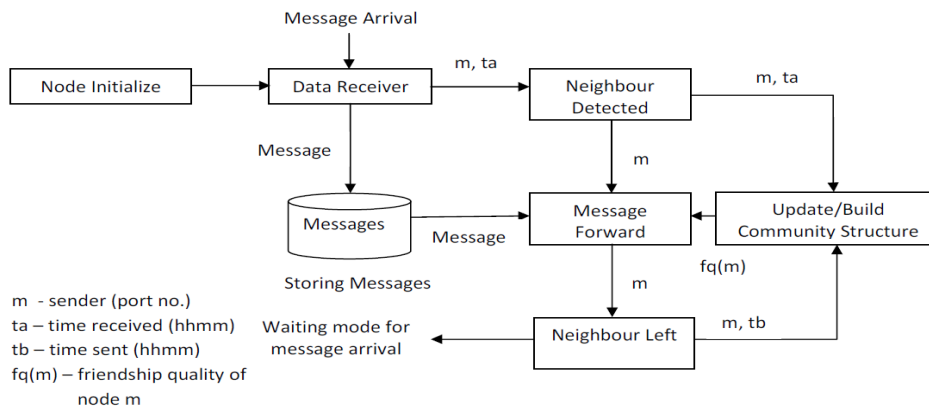 Message Arrival
m, ta
Node Initialize
Data Receiver
Neighbour
Detected
m, ta
Message
m
Messages
Message
Message
Forward
Update/Build
Community Structure
fq(m)
Storing Messages
m
m - sender (port no.)
ta – time received (hhmm)
tb – time sent (hhmm)
fq(m) – friendship quality of
node m
Waiting mode for
message arrival
Neighbour Left
m, tb